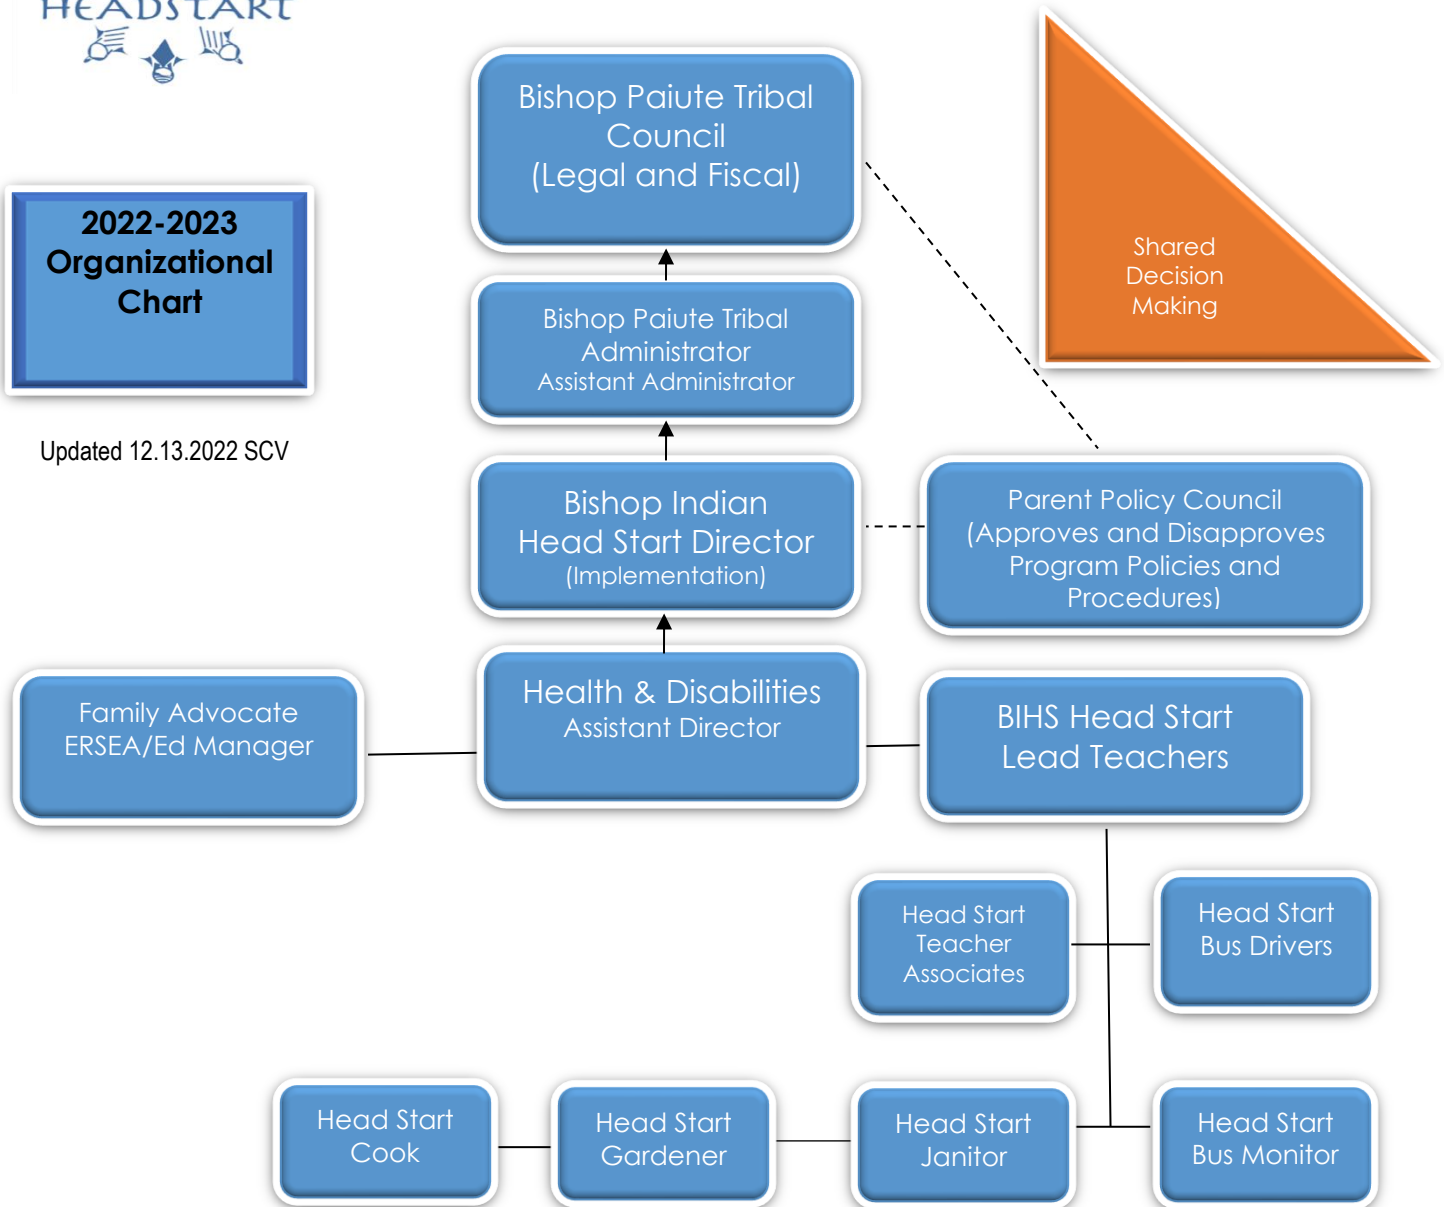 HEADSTART
Bishop Paiute Tribal
Council
(Legal and Fiscal)
2022-2023
Organizational
Chart
Shared
Decision
Making
Bishop Paiute Tribal
Administrator
Assistant Administrator
Updated 12.13.2022 SCV
Bishop Indian
Head Start Director
(Implementation)
Parent Policy Council
(Approves and Disapproves
Program Policies and
Procedures)
Family Advocate
ERSEA/Ed Manager
Health & Disabilities
Assistant Director
BIHS Head Start
Lead Teachers
Head Start
Teacher
Associates
Head Start
Bus Drivers
Head Start
Cook
Head Start
Gardener
Head Start
Janitor
Head Start
Bus Monitor